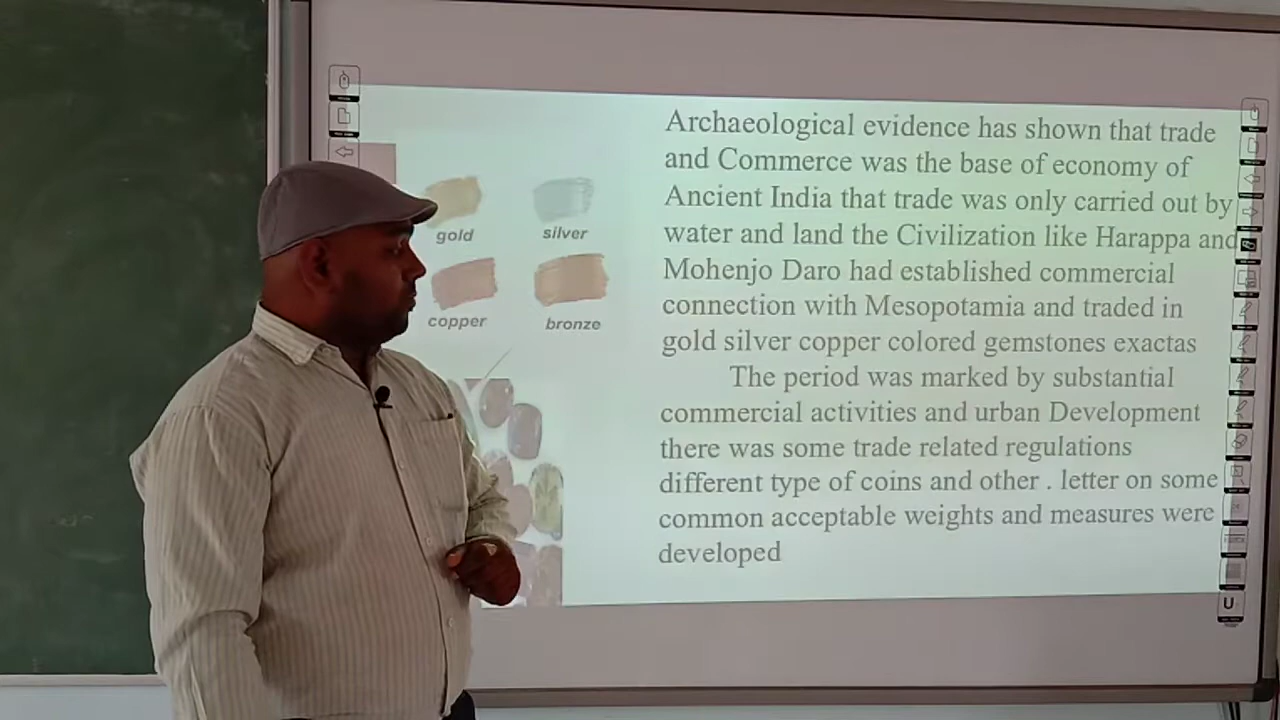 Archaeological evidence has shown that trade
and Commerce was the base of economy of
Ancient India that trade was only carried out by
water and land the Civilization like Harappa and
Mohenjo Daro had established commercial
connection with Mesopotamia and traded in
gold silver copper colored gemstones exactas
The period was marked by substantial
commercial activities and urban Development
there was some trade related regulations
different type of coins and other . letter on some
common acceptable weights and measures were
developed
gold
silver
copper
bronze
U